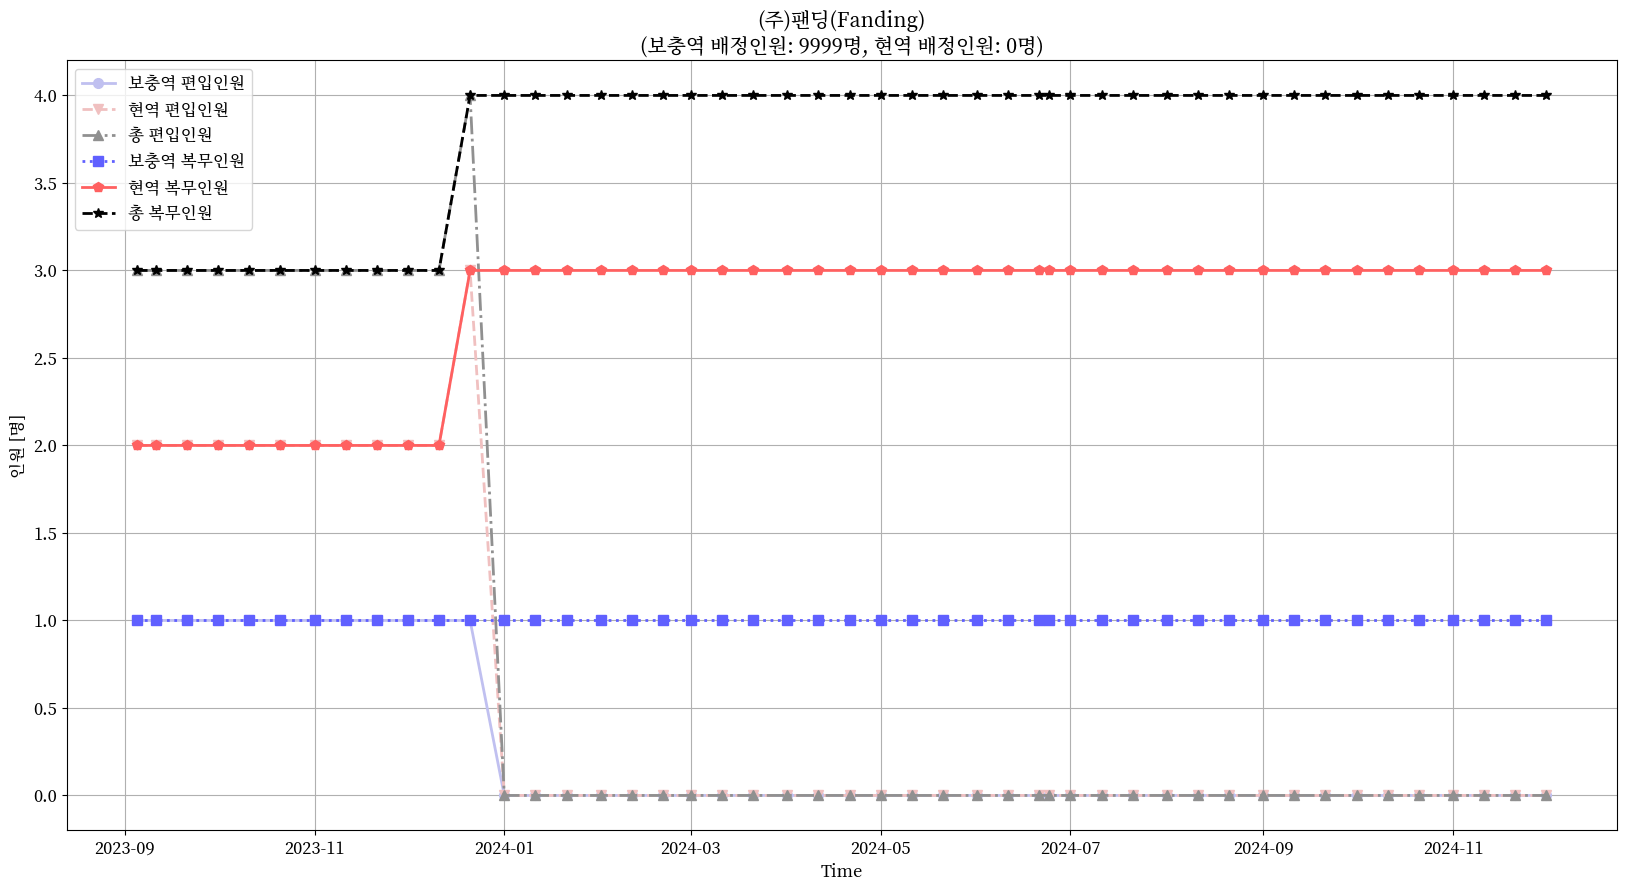 (주)팬딩(Fanding)
(보충역 배정인원: 9999명, 현역 배정인원: 0명)
보충역 편입인원
현역 편입인원
총 편입인원
보충역 복무인원
현역 복무인원
총 복무인원
인원 [명]
4.0
3.5
3.0
2.5
2.0
1.5
1.0
0.5
0.0
2023-09 2023-11 2024-01 2024-03 2024-05 2024-07 2024-09 2024-11
Time